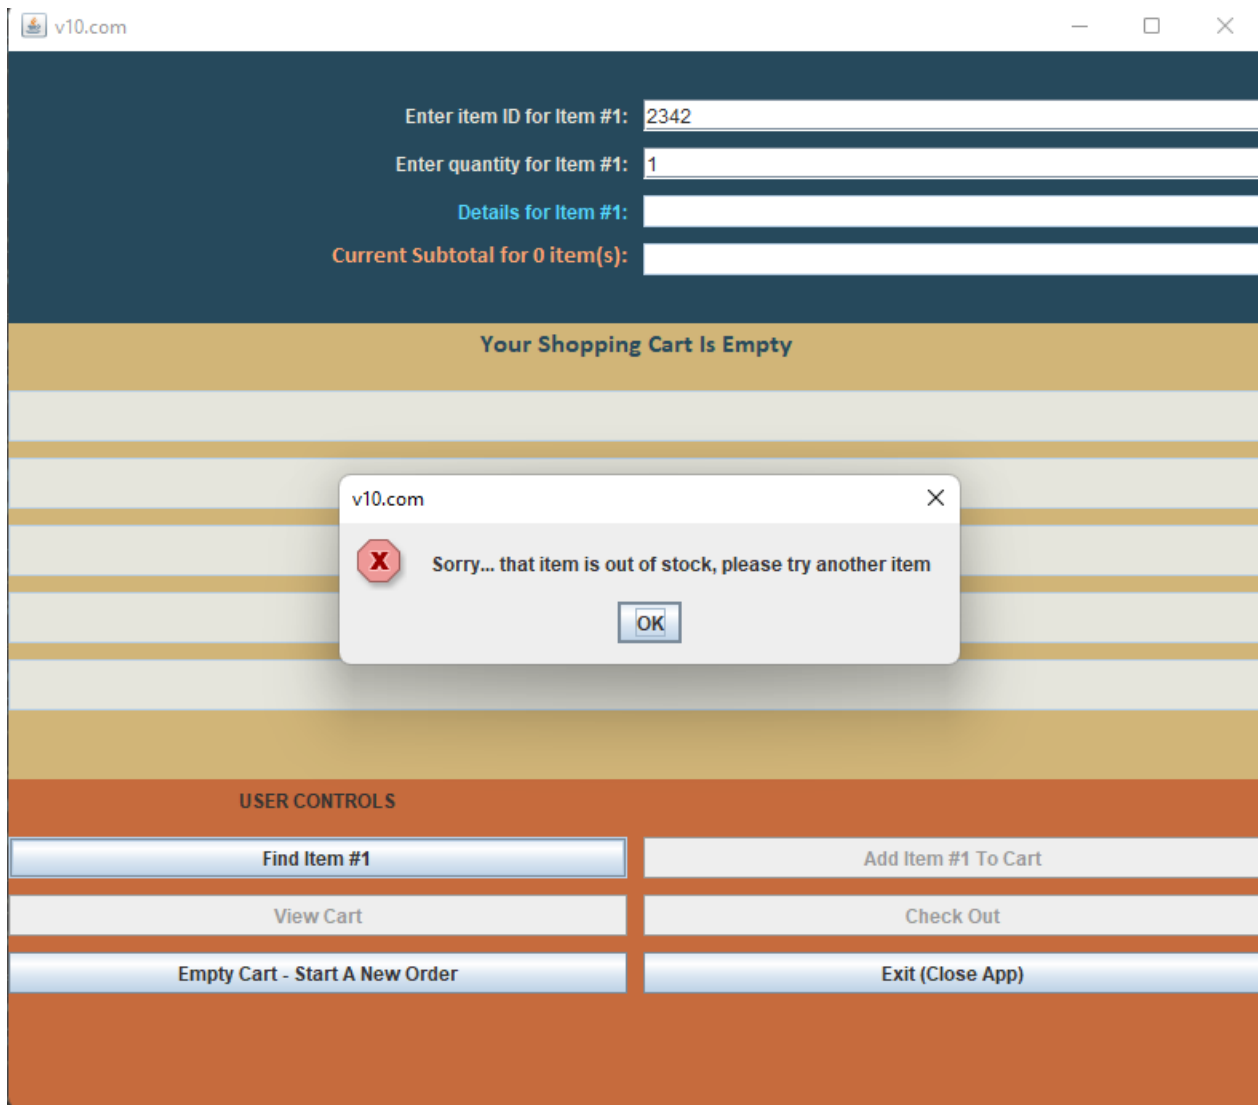 v10.com
Enter item ID for Item #1: 2342
Enter quantity for Item #1: 1
Details for Item #1:
Current Subtotal for 0 item(s):
Your Shopping Cart Is Empty
v10.com
X Sorry... that item is out of stock, please try another item
OK
USER CONTROLS
Find Item #1 Add Item #1 To Cart
View Cart Check Out
Empty Cart - Start A New Order Exit (Close App)